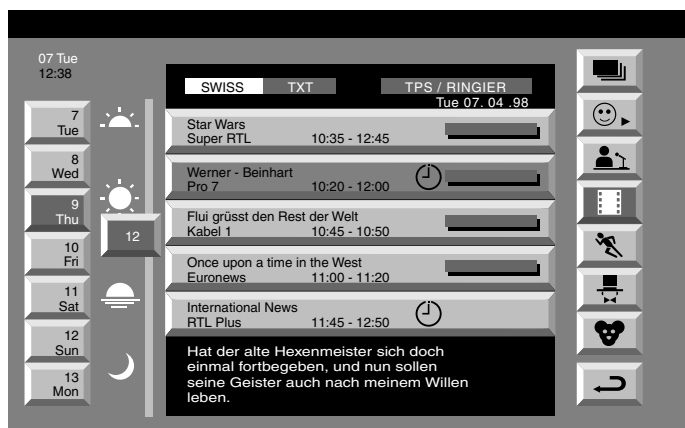 07 Tue
12:38
SWISS TXT TPS / RINGIER
Tue 07. 04 .98
7
Tue
8
Wed
9
Thu
10
Fri
11
Sat
12
Sun
13
Mon
12
Star Wars
Super RTL 10:35 - 12:45
Werner - Beinhart
Pro 7 10:20 - 12:00
Flui grüsst den Rest der Welt
Kabel 1 10:45 - 10:50
Once upon a time in the West
Euronews 11:00 - 11:20
International News
RTL Plus 11:45 - 12:50
Hat der alte Hexenmeister sich doch
einmal fortbegeben, und nun sollen
seine Geister auch nach meinem Willen
leben.